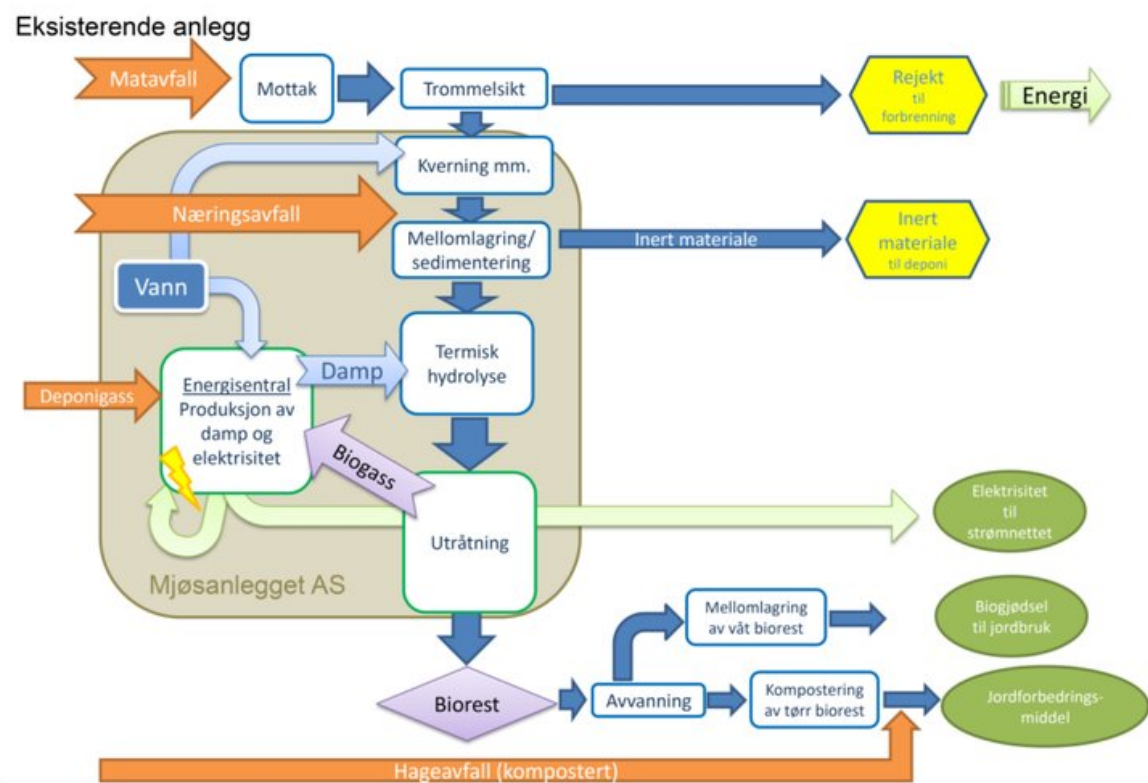 Eksisterende anlegg
Matavfall
Mottak
Trommelsikt
Rejekt
til
forbrenning
Energi
Kverning mm.
Næringsavfall
Mellomlagring/
sedimentering
Inert materiale
Inert
materiale
til deponi
Vann
Termisk
hydrolyse
Damp
Deponigass
Energisentral
Produksjon av
damp og
elektrisitet
Biogass
Utråtning
Elektrisitet
til
strømnettet
Mjøsanlegget AS
Mellomlagring
av våt biorest
Biogjødsel
til jordbruk
Biorest
Avvanning
Kompostering
av tørr biorest
Jordforbedrings-
middel
Hageavfall (kompostert)